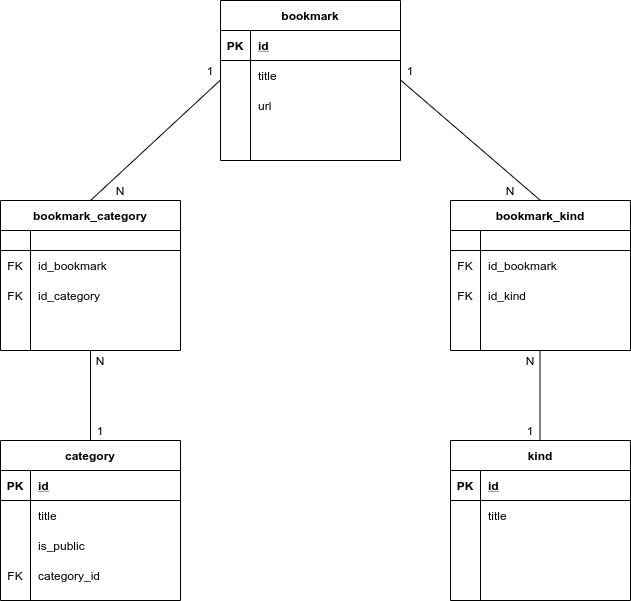 bookmark
PK id
title
url
1
1
N
N
bookmark_category
FK id_bookmark
FK id_category
bookmark_kind
FK id_bookmark
FK id_kind
N
1
N
1
category
PK id
title
is_public
FK category_id
kind
PK id
title